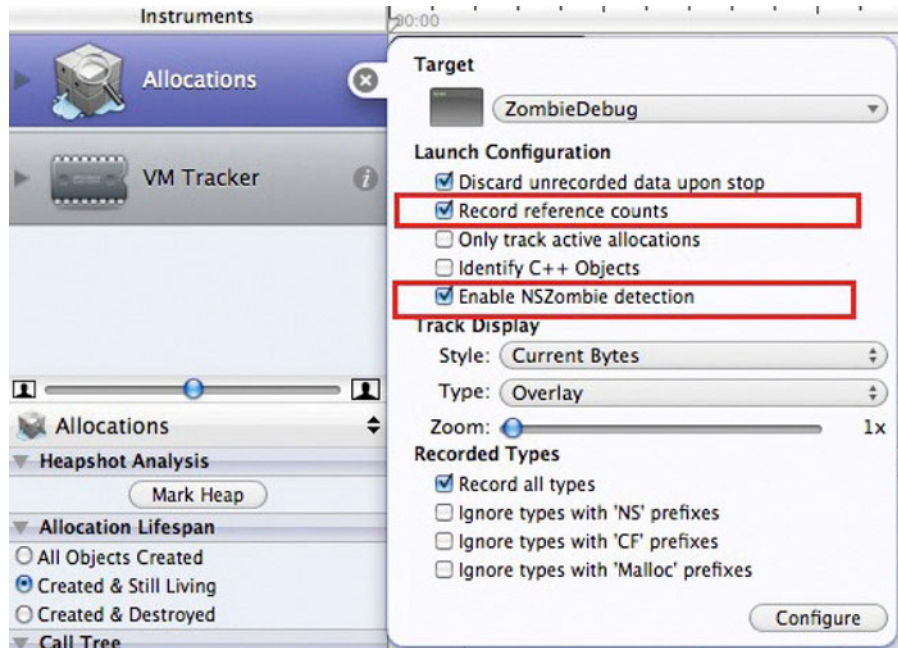 Instruments
00:00
Allocations
VM Tracker
Allocations
Heapshot Analysis
Mark Heap
Allocation Lifespan
All Objects Created
Created & Still Living
Created & Destroyed
Call Tree
Target
ZombieDebug
Launch Configuration
Discard unrecorded data upon stop
Record reference counts
Only track active allocations
Identify C++ Objects
Enable NSZombie detection
Track Display
Style: Current Bytes
Type: Overlay
Zoom: 1x
Recorded Types
Record all types
Ignore types with 'NS' prefixes
Ignore types with 'CF' prefixes
Ignore types with 'Malloc' prefixes
Configure